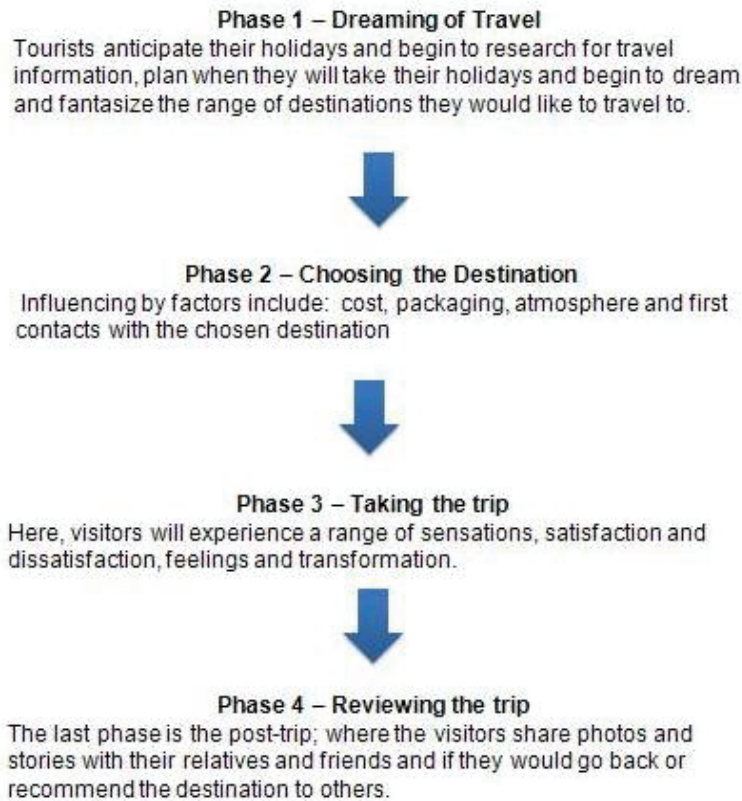 Phase 1 – Dreaming of Travel
Tourists anticipate their holidays and begin to research for travel
information, plan when they will take their holidays and begin to dream
and fantasize the range of destinations they would like to travel to.
Phase 2 – Choosing the Destination
Influencing by factors include: cost, packaging, atmosphere and first
contacts with the chosen destination
Phase 3 – Taking the trip
Here, visitors will experience a range of sensations, satisfaction and
dissatisfaction, feelings and transformation.
Phase 4 – Reviewing the trip
The last phase is the post-trip; where the visitors share photos and
stories with their relatives and friends and if they would go back or
recommend the destination to others.